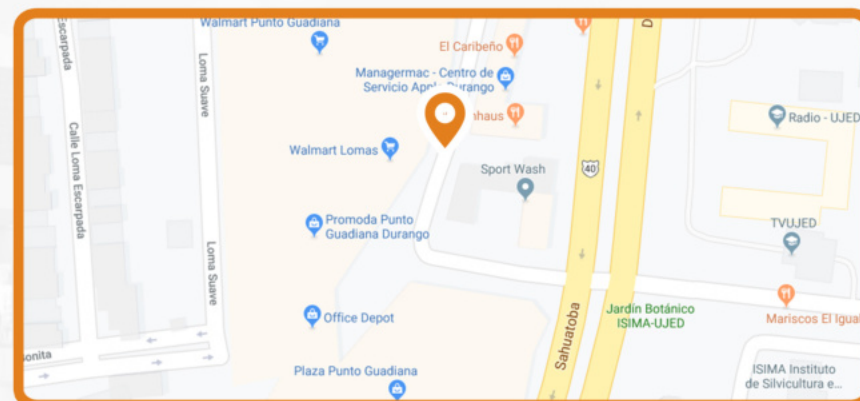 Walmart Punto Guadiana
El Caribeño
Managermac - Centro de
Servicio Apple Durango
Walmart Lomas
Radio - UJED
Sport Wash
40
Promoda Punto
Guadiana Durango
TVUJED
Office Depot
Jardín Botánico
ISIMA-UJED
Mariscos El Igual
Plaza Punto Guadiana
ISIMA Instituto
de Silvicultura e...
Escarpada
Calle Loma Escarpada
Loma Suave
Loma Suave
Sahuatoba